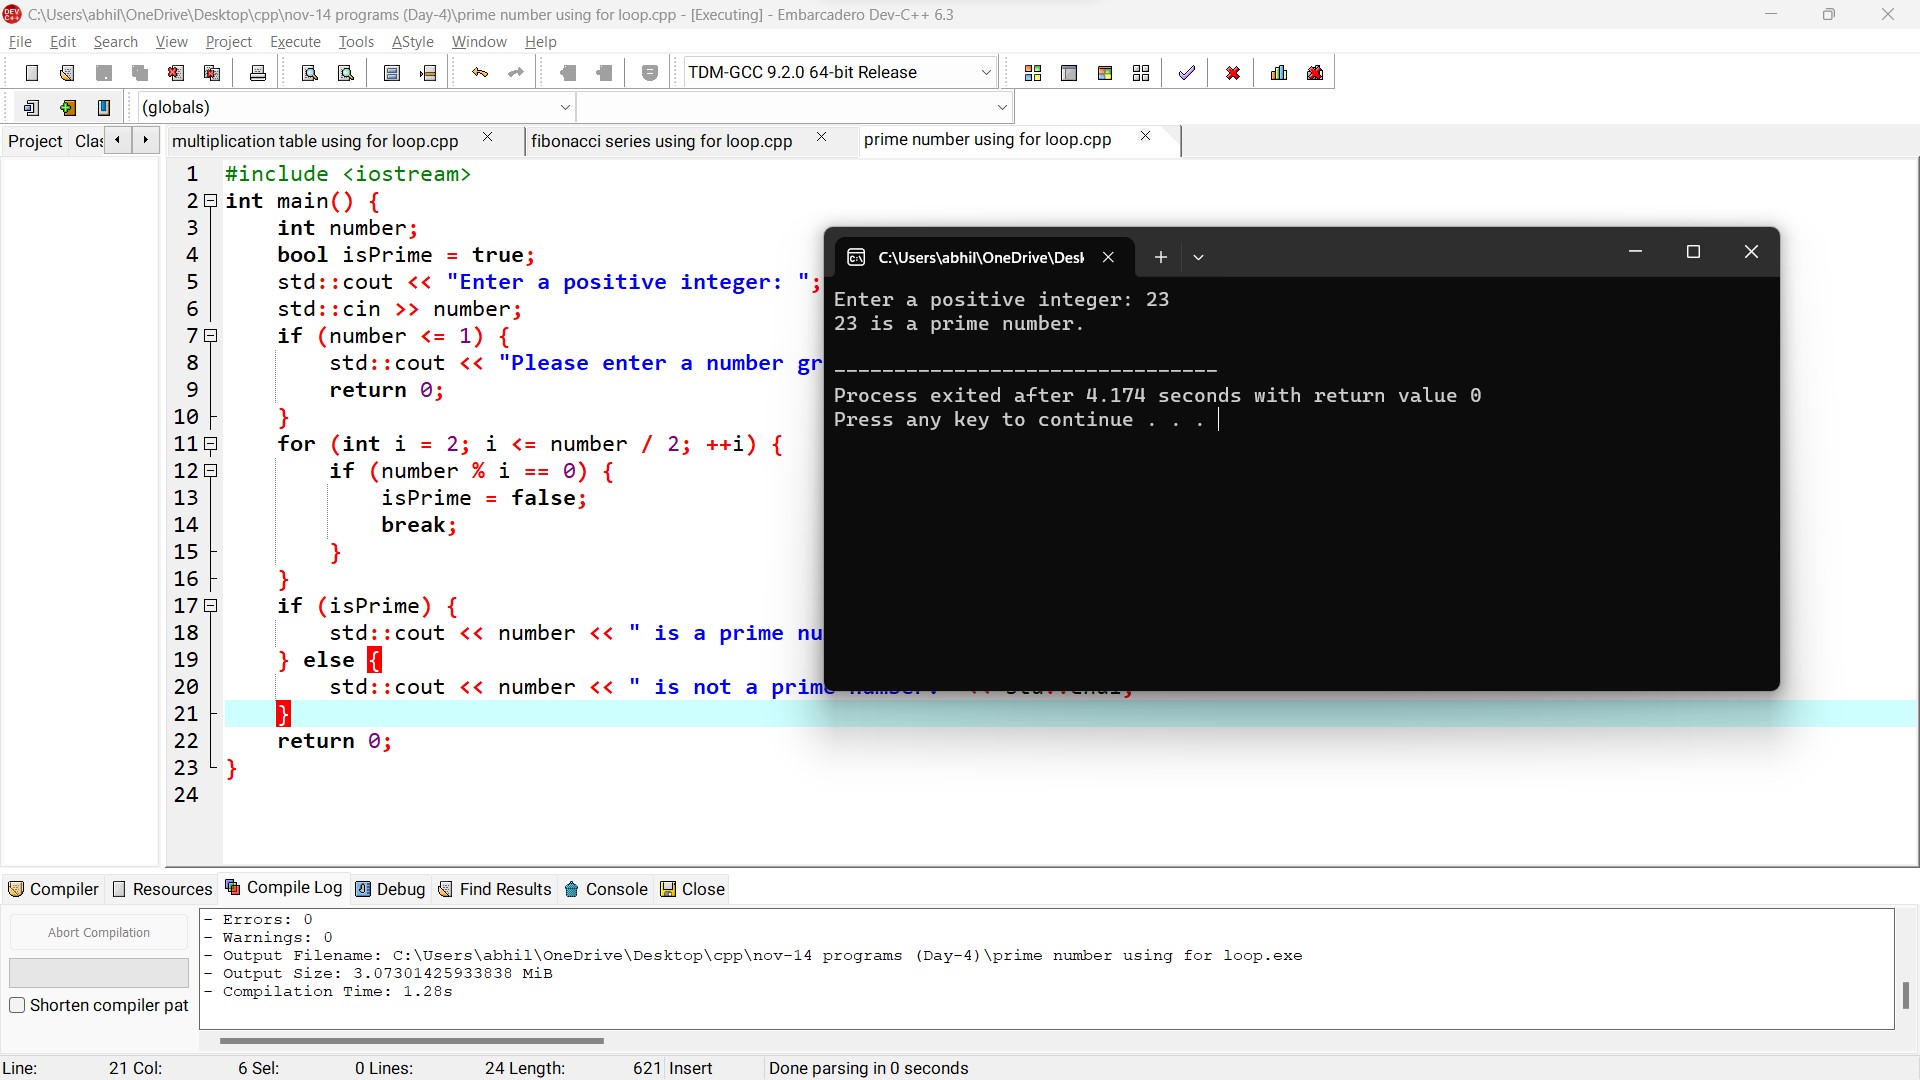 C:\Users\abhil\OneDrive\Desktop\cpp\nov-14 programs (Day-4)\prime number using for loop.cpp - [Executing] - Embarcadero Dev-C++ 6.3
File Edit Search View Project Execute Tools AStyle Window Help
TDM-GCC 9.2.0 64-bit Release
(globals)
Project Clas multiplication table using for loop.cpp fibonacci series using for loop.cpp prime number using for loop.cpp
1 #include <iostream>
2 int main() {
3 int number;
4 bool isPrime = true;
5 std::cout << "Enter a positive integer: ";
6 std::cin >> number;
7 if (number <= 1) {
8 std::cout << "Please enter a number gr
9 return 0;
10 }
11 for (int i = 2; i <= number / 2; ++i) {
12 if (number % i == 0) {
13 isPrime = false;
14 break;
15 }
16 }
17 if (isPrime) {
18 std::cout << number << " is a prime nu
19 } else {
20 std::cout << number << " is not a prime
21 }
22 return 0;
23 }
24
C:\Users\abhil\OneDrive\Desk
Enter a positive integer: 23
23 is a prime number.
--------------------------------
Process exited after 4.174 seconds with return value 0
Press any key to continue . . .
Compiler Resources Compile Log Debug Find Results Console Close
Abort Compilation
Shorten compiler pat
- Errors: 0
- Warnings: 0
- Output Filename: C:\Users\abhil\OneDrive\Desktop\cpp\nov-14 programs (Day-4)\prime number using for loop.exe
- Output Size: 3.07301425933838 MiB
- Compilation Time: 1.28s
Line: 21 Col: 6 Sel: 0 Lines: 24 Length: 621 Insert Done parsing in 0 seconds